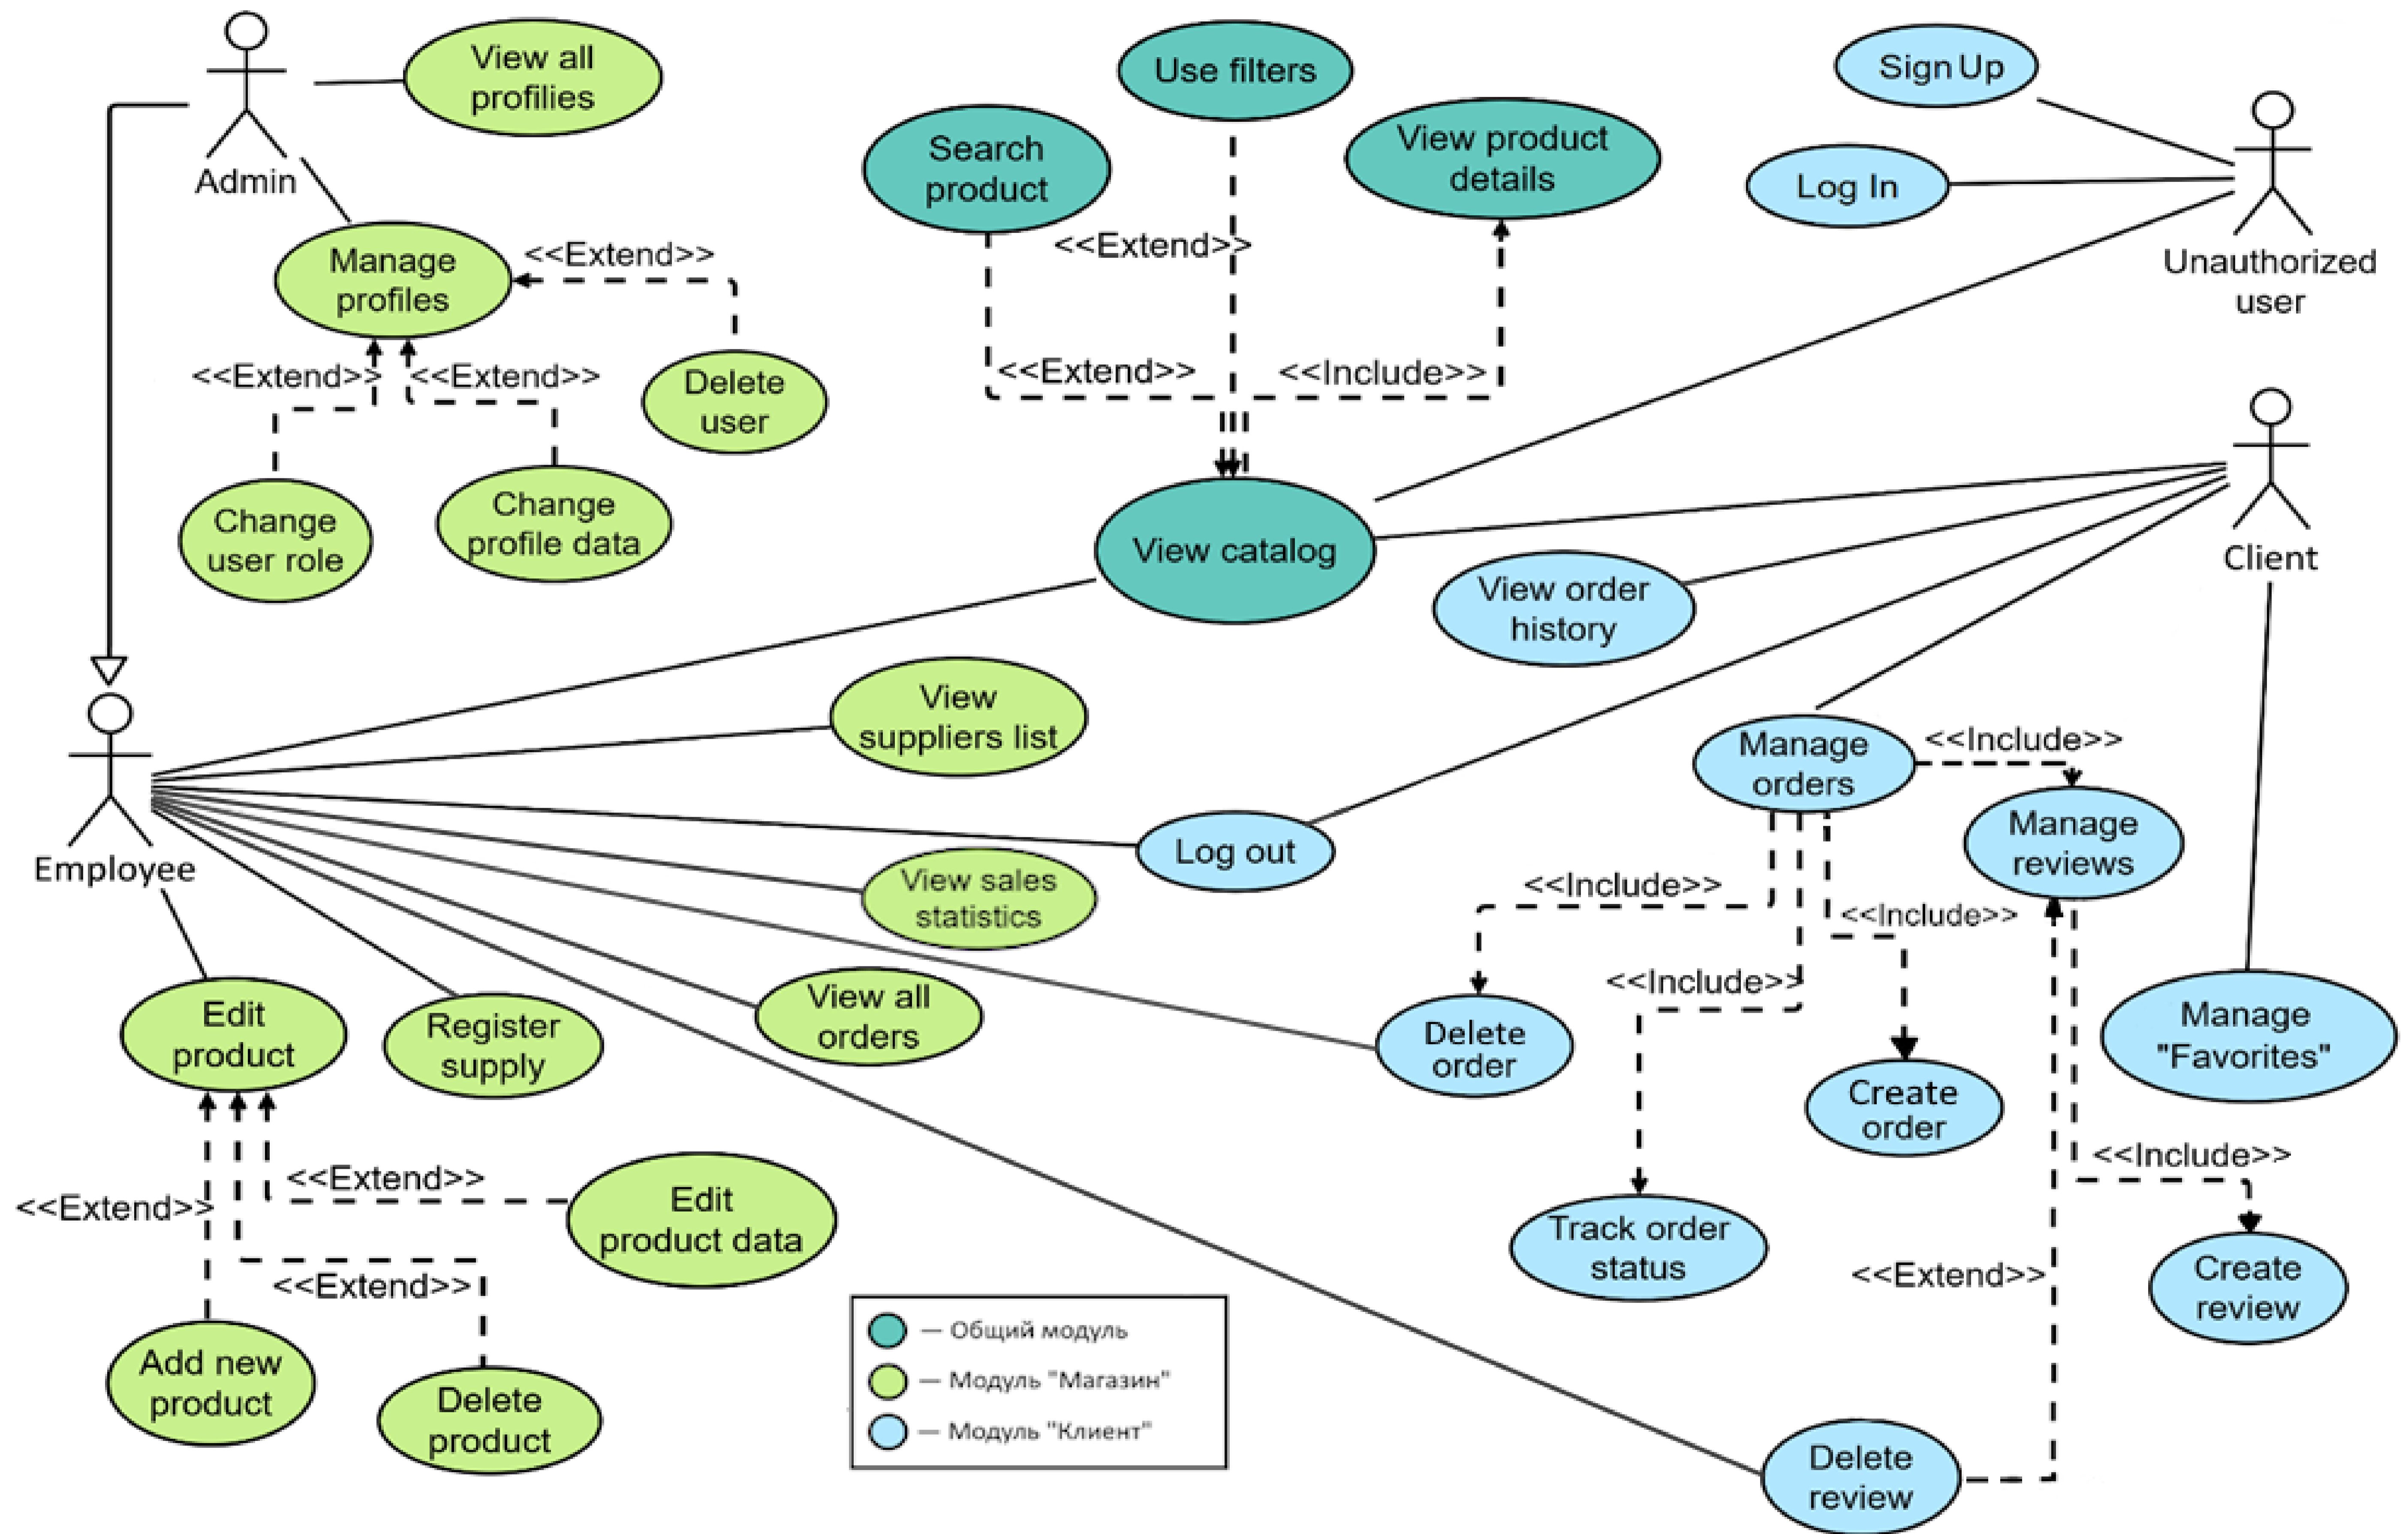 View all
profilies
Use filters
Sign Up
Search
product
View product
details
Log In
Admin
Unauthorized
user
Manage
profiles
<<Extend>>
<<Extend>>
<<Extend>>
<<Extend>>
<<Extend>>
<<Include>>
Delete
user
Change
user role
Change
profile data
View catalog
Client
View order
history
View
suppliers list
Manage
orders
<<Include>>
Manage
reviews
Employee
Log out
View sales
statistics
<<Include>>
<<Include>>
<<Include>>
Edit
product
Register
supply
View all
orders
Delete
order
Create
order
Manage
"Favorites"
<<Extend>>
<<Extend>>
<<Extend>>
Edit
product data
Track order
status
<<Include>>
<<Extend>>
Create
review
Add new
product
Delete
product
— Общий модуль
— Модуль "Магазин"
— Модуль "Клиент"
Delete
review